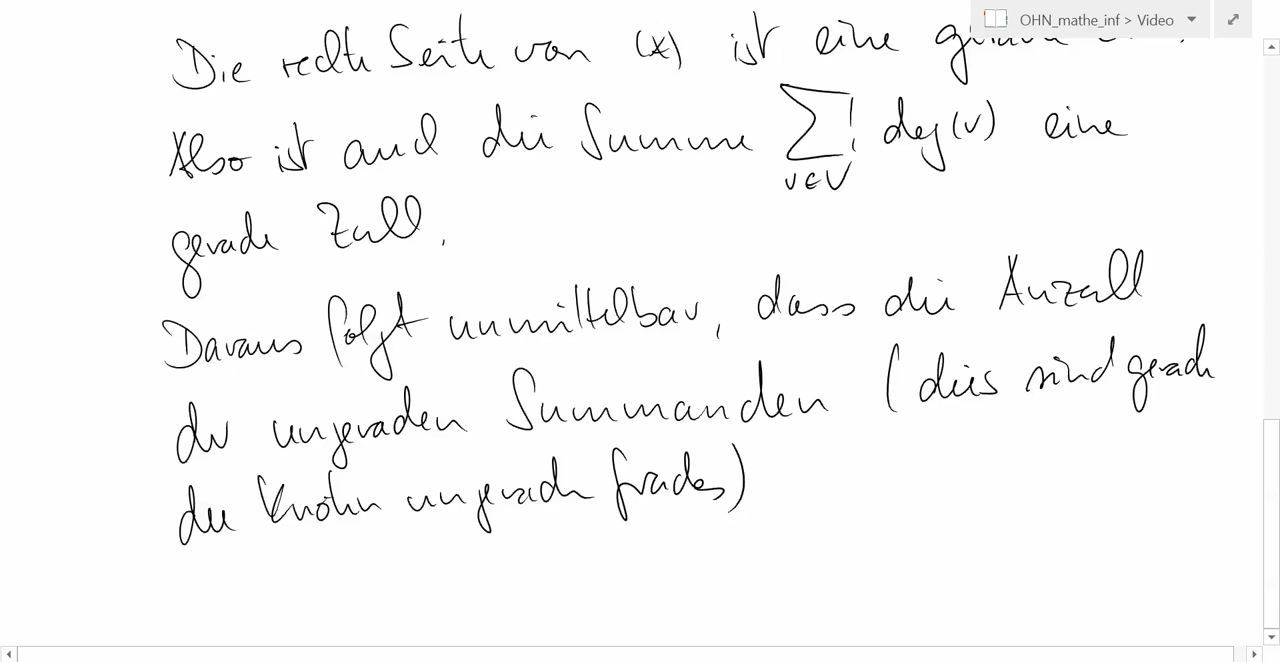 OHN_mathe_inf > Video
Die rechte Seite von (*) ist eine gerade
Also ist auch die Summe ∑ deg(v) eine
v∈V
gerade Zahl.
Daraus folgt unmittelbar, dass die Anzahl
der ungeraden Summanden (dies sind gerade
die Knoten ungeraden Grades)